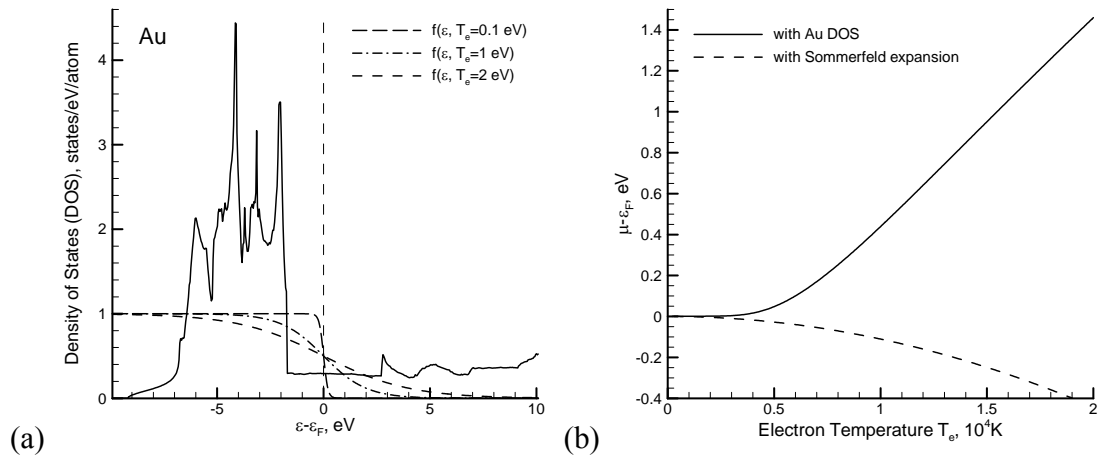 Au
f(ε, Tₑ=0.1 eV)
f(ε, Tₑ=1 eV)
f(ε, Tₑ=2 eV)
Density of States (DOS), states/eV/atom
4
3
2
1
0
-5
0
5
10
ε-ε_F, eV
(a)
with Au DOS
with Sommerfeld expansion
μ-ε_F, eV
1.4
1.2
1
0.8
0.6
0.4
0.2
0
-0.2
-0.4
0
0.5
1
1.5
2
Electron Temperature Tₑ, 10⁴K
(b)